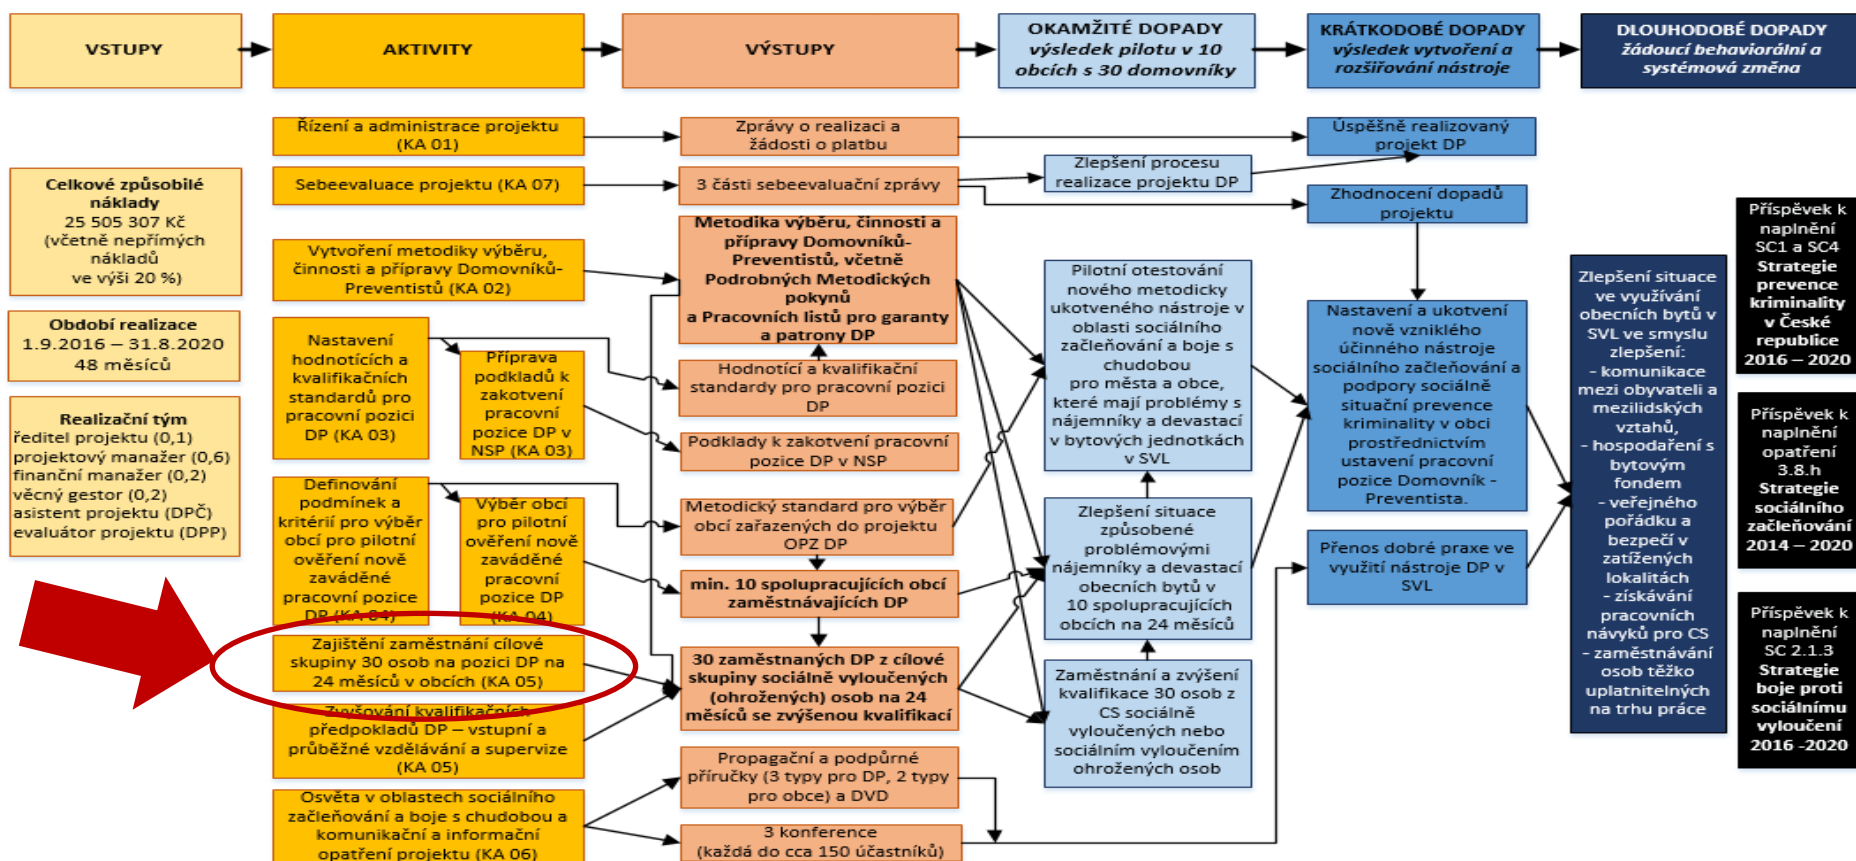 VSTUPY
AKTIVITY
VÝSTUPY
OKAMŽITÉ DOPADY
výsledek pilotu v 10
obcích s 30 domovníky
KRÁTKODOBÉ DOPADY
výsledek vytvoření a
rozšiřování nástroje
DLOUHODOBÉ DOPADY
žádoucí behaviorální a
systémová změna
Celkové způsobilé
náklady
25 505 307 Kč
(včetně nepřímých
nákladů
ve výši 20 %)
Období realizace
1.9.2016 – 31.8.2020
48 měsíců
Realizační tým
ředitel projektu (0,1)
projektový manažer (0,6)
finanční manažer (0,2)
věcný gestor (0,2)
asistent projektu (DPČ)
evaluátor projektu (DPP)
Řízení a administrace projektu
(KA 01)
Sebeevaluace projektu (KA 07)
Vytvoření metodiky výběru,
činnosti a přípravy Domovníků-
Preventistů (KA 02)
Nastavení
hodnotících a
kvalifikačních
standardů pro
pracovní pozici
DP (KA 03)
Příprava
podkladů k
zakotvení
pracovní
pozice DP v
NSP (KA 03)
Definování
podmínek a
kritérií pro výběr
obcí pro pilotní
ověření nově
zaváděné
pracovní pozice
DP (KA 04)
Výběr obcí
pro pilotní
ověření nově
zaváděné
pracovní
pozice DP
(KA 04)
Zajištění zaměstnání cílové
skupiny 30 osob na pozici DP na
24 měsíců v obcích (KA 05)
Zvyšování kvalifikačních
předpokladů DP – vstupní a
průběžné vzdělávání a supervize
(KA 05)
Osvěta v oblastech sociálního
začleňování a boje s chudobou a
komunikační a informační
opatření projektu (KA 06)
Zprávy o realizaci a
žádosti o platbu
3 části sebeevaluační zprávy
Metodika výběru, činnosti a
přípravy Domovníků-
Preventistů, včetně
Podrobných Metodických
pokynů
a Pracovních listů pro garanty
a patrony DP
Hodnotící a kvalifikační
standardy pro pracovní pozici
DP
Podklady k zakotvení pracovní
pozice DP v NSP
Metodický standard pro výběr
obcí zařazených do projektu
OPZ DP
min. 10 spolupracujících obcí
zaměstnávajících DP
30 zaměstnaných DP z cílové
skupiny sociálně vyloučených
(ohrožených) osob na 24
měsíců se zvýšenou kvalifikací
Propagační a podpůrné
příručky (3 typy pro DP, 2 typy
pro obce) a DVD
3 konference
(každá do cca 150 účastníků)
Zlepšení procesu
realizace projektu DP
Pilotní otestování
nového metodicky
ukotveného nástroje v
oblasti sociálního
začleňování a boje s
chudobou
pro města a obce,
které mají problémy s
nájemníky a devastací
v bytových jednotkách
v SVL
Zlepšení situace
způsobené
problémovými
nájemníky a devastací
obecních bytů v
10 spolupracujících
obcích na 24 měsíců
Zaměstnání a zvýšení
kvalifikace 30 osob z
CS sociálně
vyloučených nebo
sociálním vyloučením
ohrožených osob
Úspěšně realizovaný
projekt DP
Zhodnocení dopadů
projektu
Nastavení a ukotvení
nově vzniklého
účinného nástroje
sociálního začleňování a
podpory sociálně
situační prevence
kriminality v obci
prostřednictvím
ustavení pracovní
pozice Domovník -
Preventista.
Přenos dobré praxe ve
využití nástroje DP v
SVL
Zlepšení situace
ve využívání
obecních bytů v
SVL ve smyslu
zlepšení:
- komunikace
mezi obyvateli a
mezilidských
vztahů,
- hospodaření s
bytovým
fondem
- veřejného
pořádku a
bezpečí v
zatížených
lokalitách
- získávání
pracovních
návyků pro CS
- zaměstnávání
osob těžko
uplatnitelných
na trhu práce
Příspěvek k
naplnění
SC1 a SC4
Strategie
prevence
kriminality
v České
republice
2016 – 2020
Příspěvek k
naplnění
opatření
3.8.h
Strategie
sociálního
začleňování
2014 – 2020
Příspěvek k
naplnění
SC 2.1.3
Strategie
boje proti
sociálnímu
vyloučení
2016 -2020